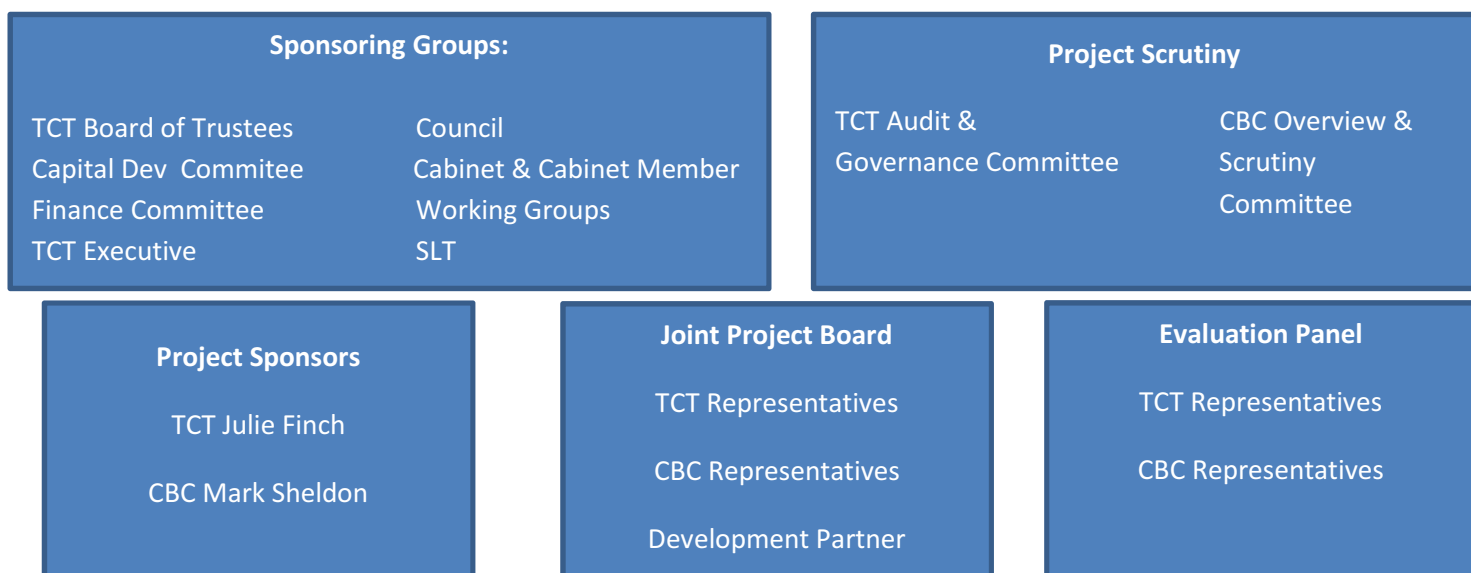 Sponsoring Groups:
TCT Board of Trustees
Capital Dev Commitee
Finance Committee
TCT Executive
Council
Cabinet & Cabinet Member
Working Groups
SLT
Project Scrutiny
TCT Audit &
Governance Committee
CBC Overview &
Scrutiny
Committee
Project Sponsors
TCT Julie Finch
CBC Mark Sheldon
Joint Project Board
TCT Representatives
CBC Representatives
Development Partner
Evaluation Panel
TCT Representatives
CBC Representatives